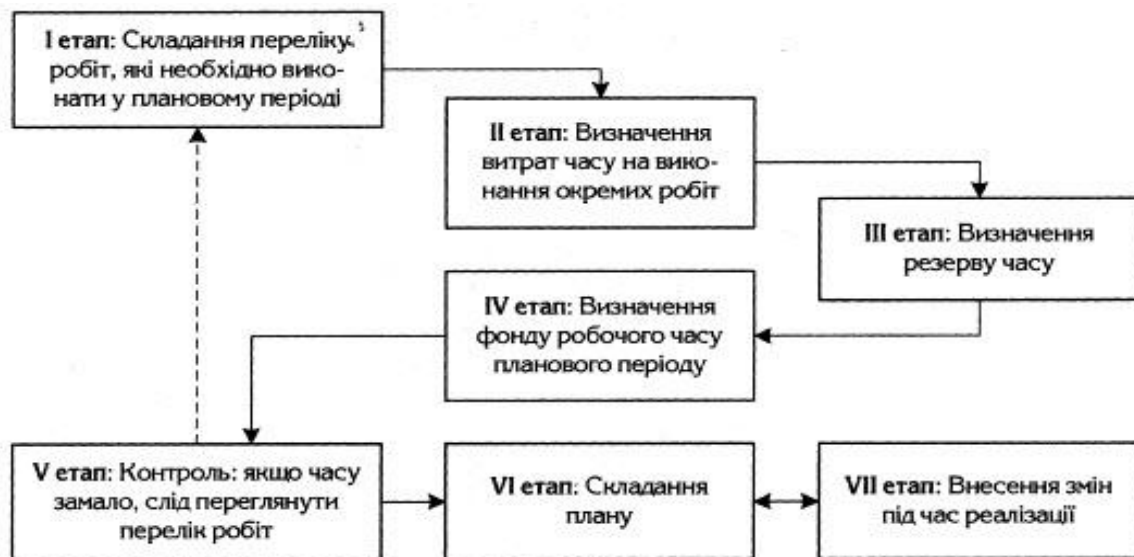 I етап: Складання переліку
робіт, які необхідно вико-
нати у плановому періоді
II етап: Визначення
витрат часу на вико-
нання окремих робіт
III етап: Визначення
резерву часу
IV етап: Визначення
фонду робочого часу
планового періоду
V етап: Контроль: якщо часу
замало, слід переглянути
перелік робіт
VI етап: Складання
плану
VII етап: Внесення змін
під час реалізації